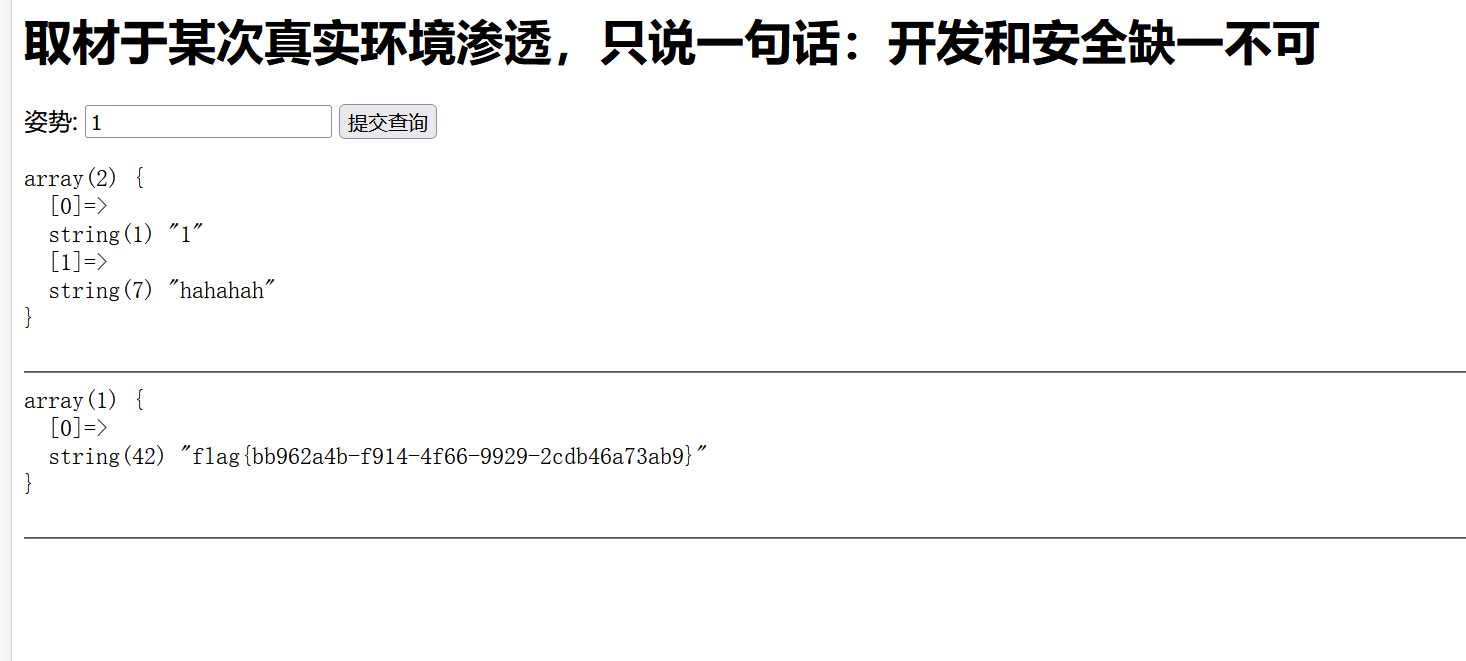 取材于某次真实环境渗透，只说一句话：开发和安全缺一不可
姿势: 1 提交查询
array(2) {
  [0]=>
  string(1) "1"
  [1]=>
  string(7) "hahahah"
}
array(1) {
  [0]=>
  string(42) "flag{bb962a4b-f914-4f66-9929-2cdb46a73ab9}"
}